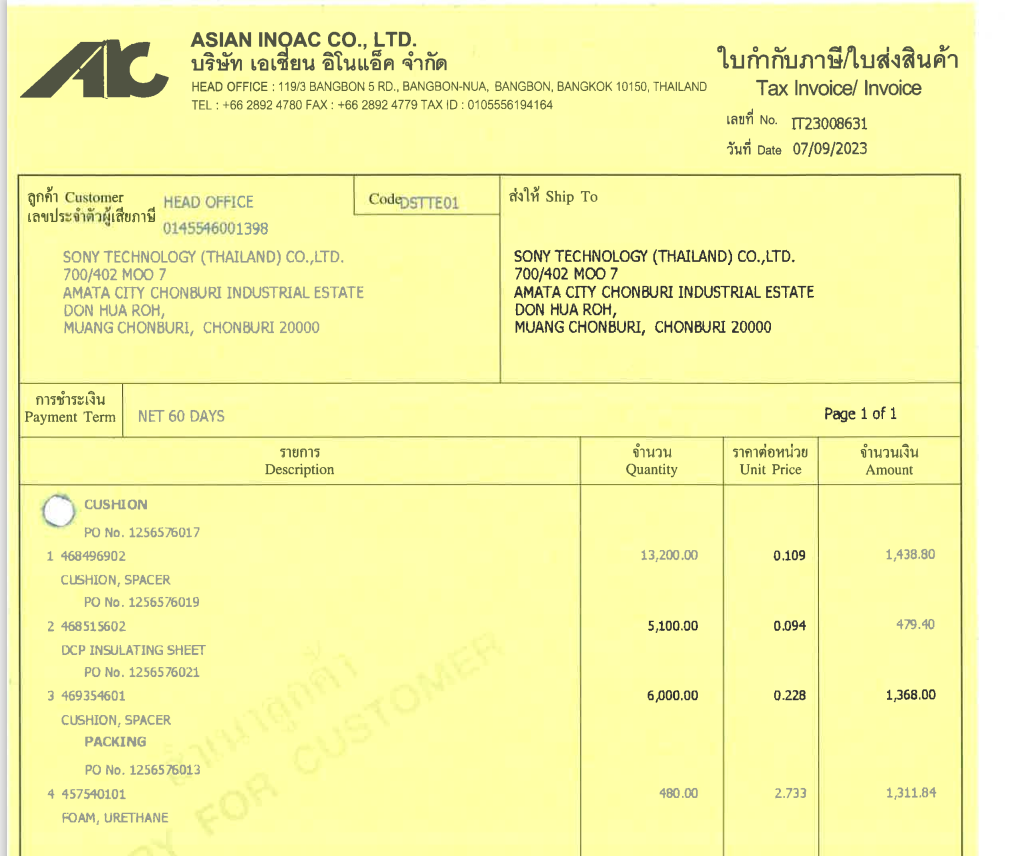 AIC
ASIAN INOAC CO., LTD.
บริษัท เอเชี่ยน อิโนแอ็ค จำกัด
HEAD OFFICE : 119/3 BANGBON 5 RD., BANGBON-NUA, BANGBON, BANGKOK 10150, THAILAND
TEL : +66 2892 4780 FAX : +66 2892 4779 TAX ID : 0105556194164
ใบกำกับภาษี/ใบส่งสินค้า
Tax Invoice/ Invoice
เลขที่ No. IT23008631
วันที่ Date 07/09/2023
ลูกค้า Customer HEAD OFFICE
Code DSTTE01
เลขประจำตัวผู้เสียภาษี 0145546001398
SONY TECHNOLOGY (THAILAND) CO.,LTD.
700/402 MOO 7
AMATA CITY CHONBURI INDUSTRIAL ESTATE
DON HUA ROH,
MUANG CHONBURI, CHONBURI 20000
ส่งให้ Ship To
SONY TECHNOLOGY (THAILAND) CO.,LTD.
700/402 MOO 7
AMATA CITY CHONBURI INDUSTRIAL ESTATE
DON HUA ROH,
MUANG CHONBURI, CHONBURI 20000
การชำระเงิน
Payment Term NET 60 DAYS
Page 1 of 1
รายการ จำนวน ราคาต่อหน่วย จำนวนเงิน
Description Quantity Unit Price Amount
CUSHION
PO No. 1256576017
1 468496902 13,200.00 0.109 1,438.80
CUSHION, SPACER
PO No. 1256576019
2 468515602 5,100.00 0.094 479.40
DCP INSULATING SHEET
PO No. 1256576021
3 469354601 6,000.00 0.228 1,368.00
CUSHION, SPACER
PACKING
PO No. 1256576013
4 457540101 480.00 2.733 1,311.84
FOAM, URETHANE
สำเนาลูกค้า
FOR CUSTOMER